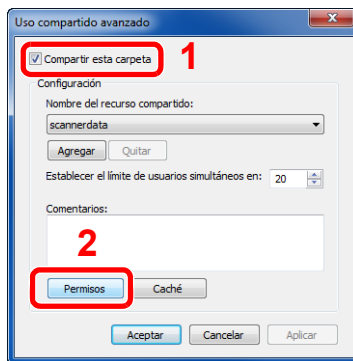 Uso compartido avanzado
1
Compartir esta carpeta
Configuración
Nombre del recurso compartido:
scannerdata
Agregar Quitar
Establecer el límite de usuarios simultáneos en: 20
Comentarios:
2
Permisos Caché
Aceptar Cancelar Aplicar